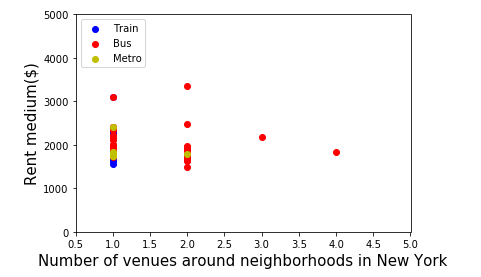 5000
4000
3000
2000
1000
0
Rent medium($)
Train
Bus
Metro
0.5 1.0 1.5 2.0 2.5 3.0 3.5 4.0 4.5 5.0
Number of venues around neighborhoods in New York